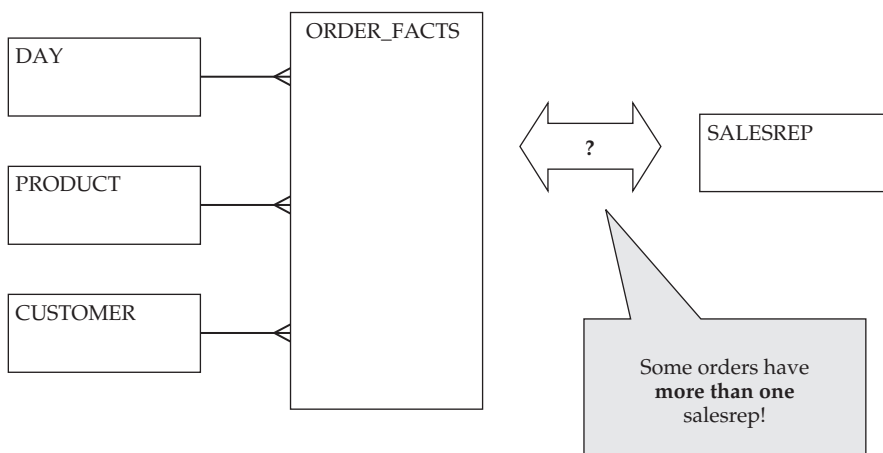 ORDER_FACTS
DAY
PRODUCT
CUSTOMER
?
SALESREP
Some orders have
more than one
salesrep!